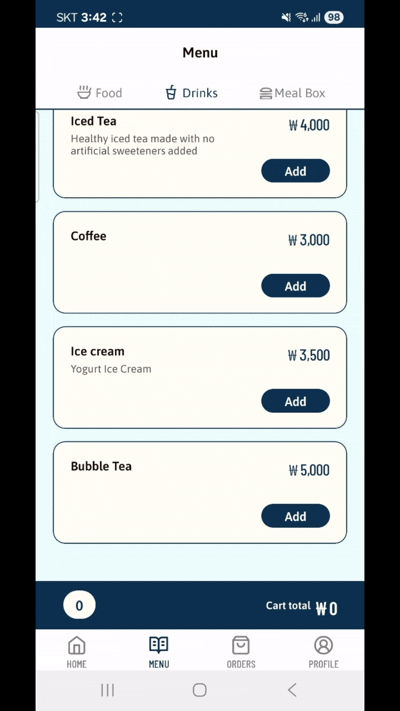 SKT 3:42
98
Menu
Food
Drinks
Meal Box
Iced Tea
₩ 4,000
Healthy iced tea made with no
artificial sweeteners added
Add
Coffee
₩ 3,000
Add
Ice cream
₩ 3,500
Yogurt Ice Cream
Add
Bubble Tea
₩ 5,000
Add
0
Cart total ₩ 0
HOME
MENU
ORDERS
PROFILE